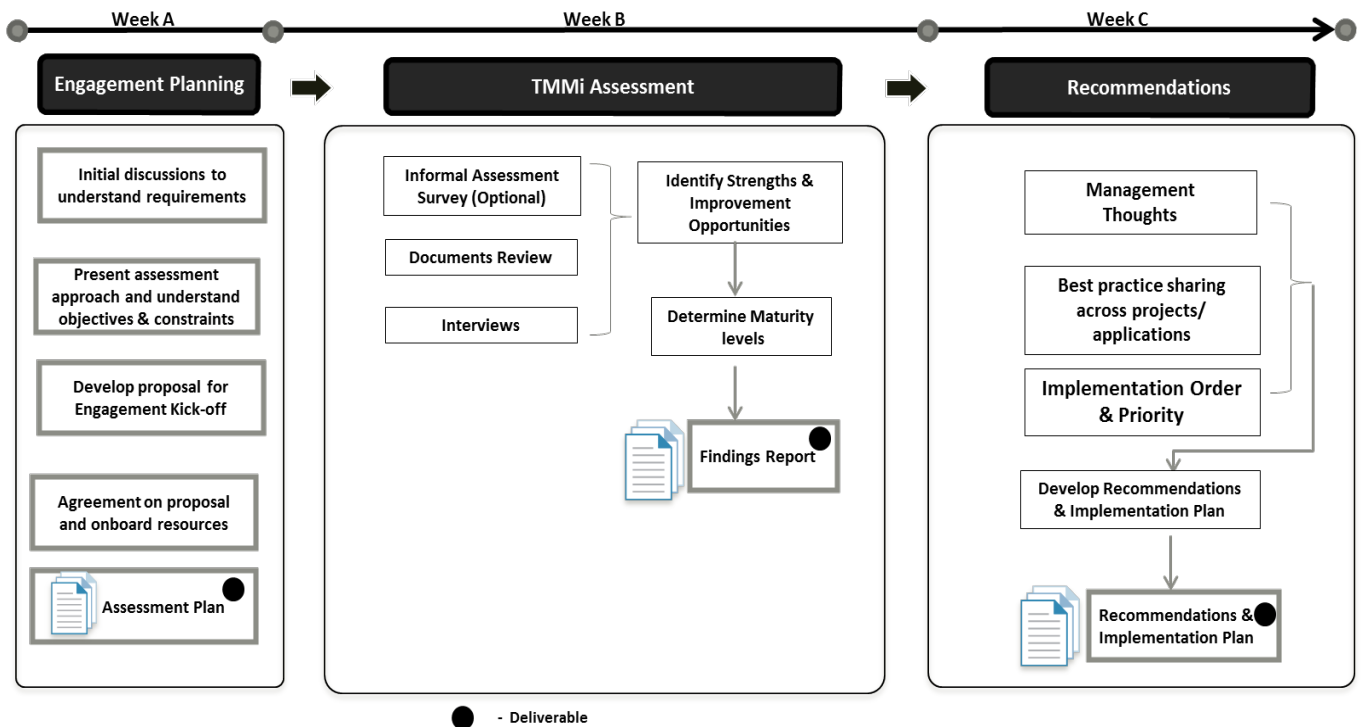 Week A
Week B
Week C
Engagement Planning
TMMi Assessment
Recommendations
Initial discussions to
understand requirements
Present assessment
approach and understand
objectives & constraints
Develop proposal for
Engagement Kick-off
Agreement on proposal
and onboard resources
Assessment Plan
Informal Assessment
Survey (Optional)
Documents Review
Interviews
Identify Strengths &
Improvement
Opportunities
Determine Maturity
levels
Findings Report
Management
Thoughts
Best practice sharing
across projects/
applications
Implementation Order
& Priority
Develop Recommendations
& Implementation Plan
Recommendations &
Implementation Plan
- Deliverable